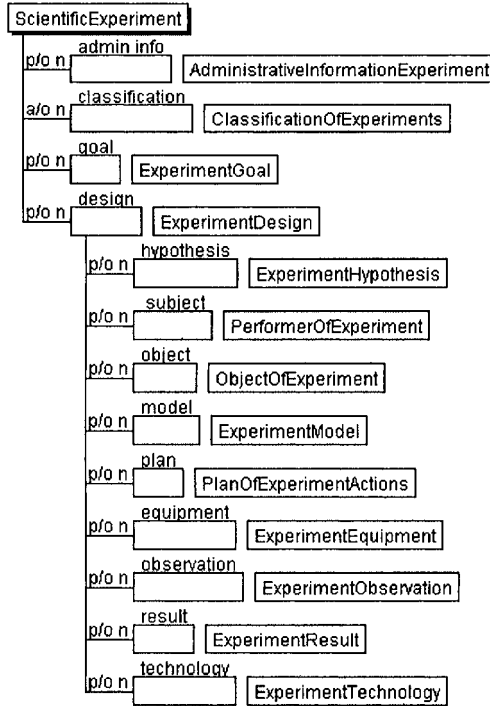 ScientificExperiment
admin info
p/o n AdministrativeInformationExperiment
classification
a/o n ClassificationOfExperiments
goal
p/o n ExperimentGoal
design
p/o n ExperimentDesign
hypothesis
p/o n ExperimentHypothesis
subject
p/o n PerformerOfExperiment
object
p/o n ObjectOfExperiment
model
p/o n ExperimentModel
plan
p/o n PlanOfExperimentActions
equipment
p/o n ExperimentEquipment
observation
p/o n ExperimentObservation
result
p/o n ExperimentResult
technology
p/o n ExperimentTechnology